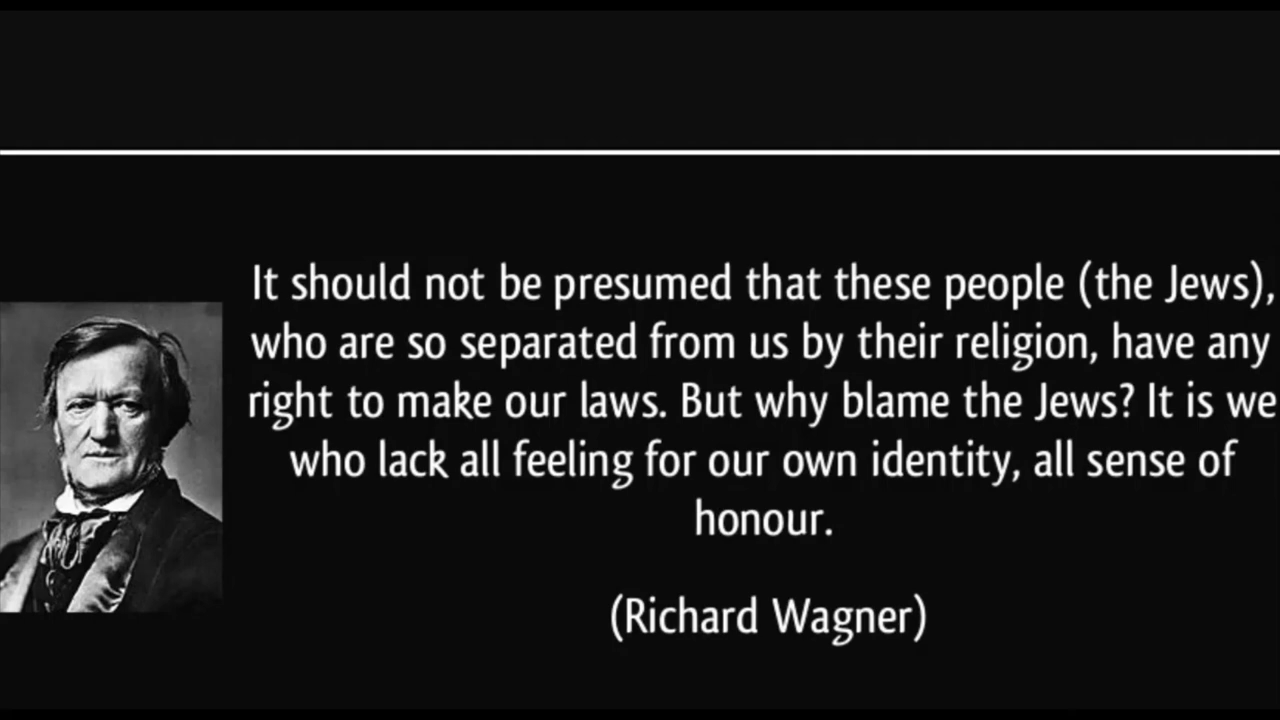 It should not be presumed that these people (the Jews),
who are so separated from us by their religion, have any
right to make our laws. But why blame the Jews? It is we
who lack all feeling for our own identity, all sense of
honour.
(Richard Wagner)